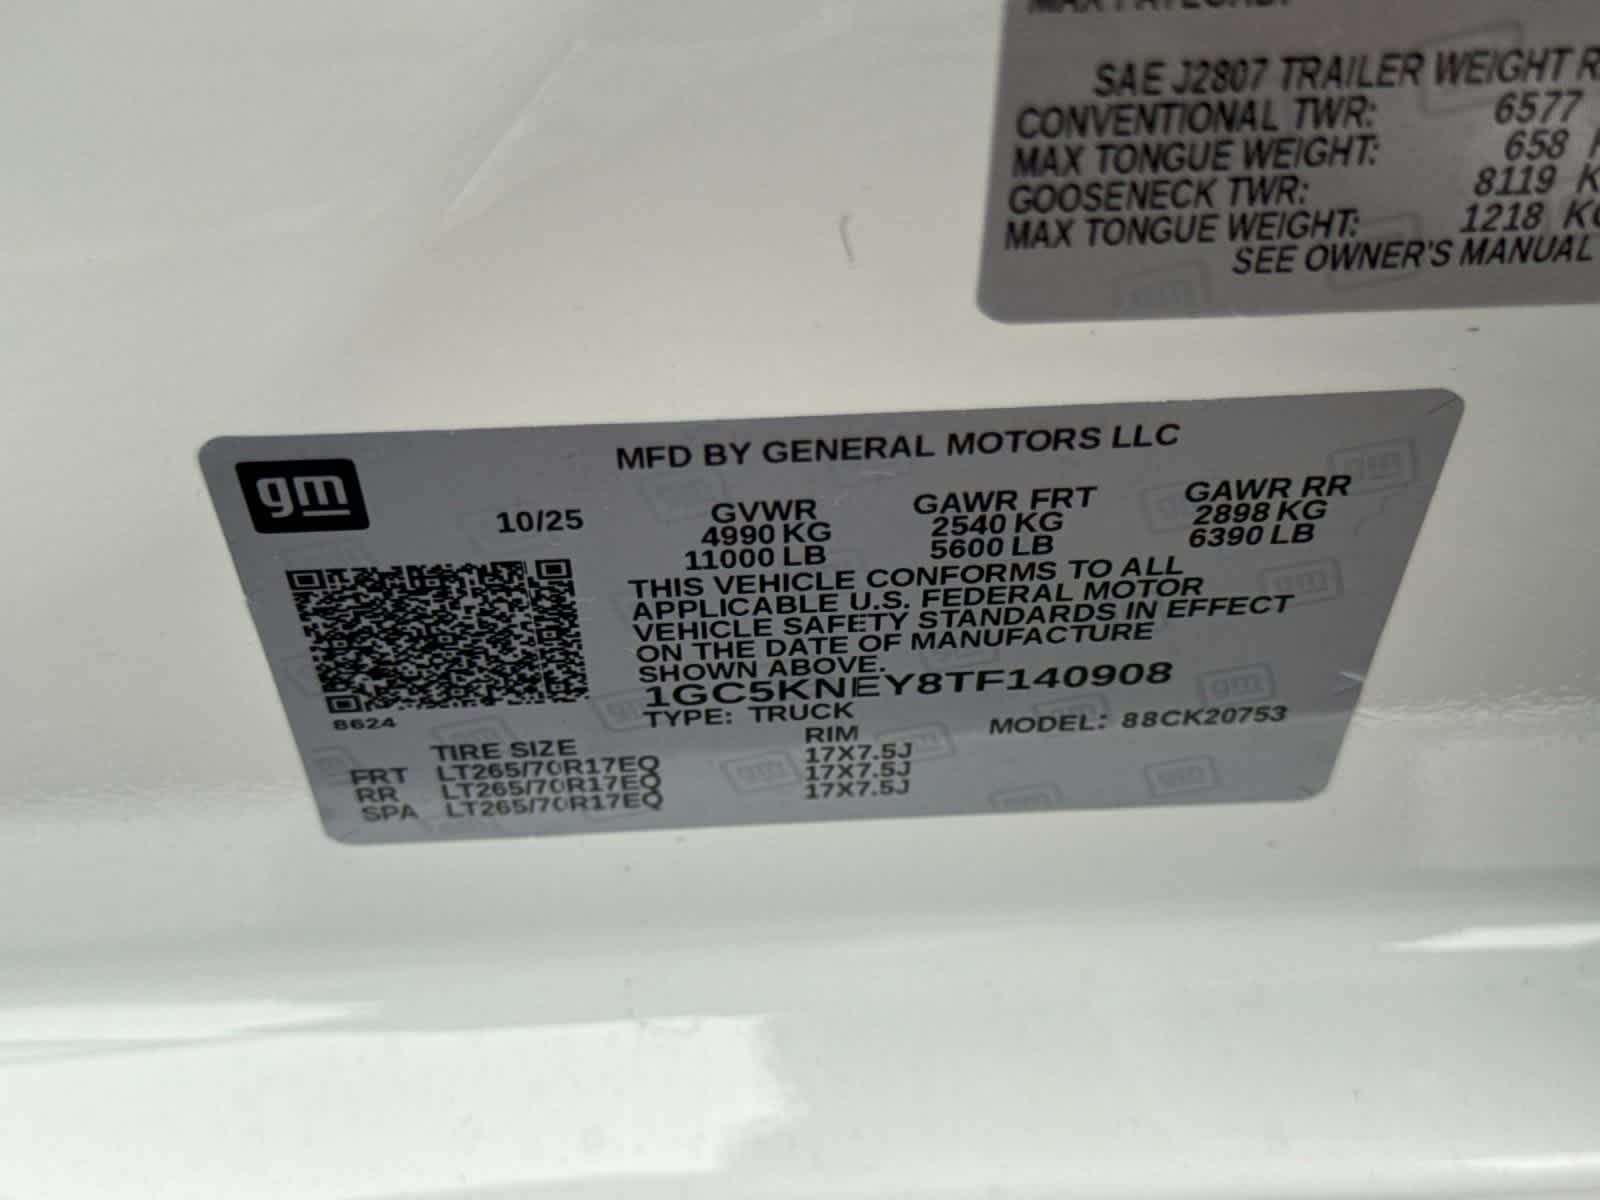 SAE J2807 TRAILER WEIGHT
CONVENTIONAL TWR: 6577
MAX TONGUE WEIGHT: 658
GOOSENECK TWR: 8119 K
MAX TONGUE WEIGHT: 1218 KG
SEE OWNER'S MANUAL
MFD BY GENERAL MOTORS LLC
gm
10/25
GVWR GAWR FRT GAWR RR
4990 KG 2540 KG 2898 KG
11000 LB 5600 LB 6390 LB
THIS VEHICLE CONFORMS TO ALL
APPLICABLE U.S. FEDERAL MOTOR
VEHICLE SAFETY STANDARDS IN EFFECT
ON THE DATE OF MANUFACTURE
SHOWN ABOVE.
1GC5KNEY8TF140908
8624
TYPE: TRUCK MODEL: 88CK20753
TIRE SIZE RIM
FRT LT265/70R17EQ 17X7.5J
RR LT265/70R17EQ 17X7.5J
SPA LT265/70R17EQ 17X7.5J